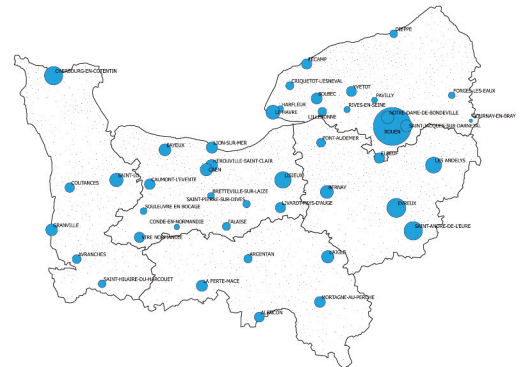 DIEPPE
FECAMP
CHERBOURG-EN-COTENTIN
CRIQUETOT-L'ESNEVAL
YVETOT
BOLBEC
PAVILLY
FORGES-LES-EAUX
HARFLEUR
LE HAVRE
RIVES-EN-SEINE
LILLEBONNE
NOTRE-DAME-DE-BONDEVILLE
GOURNAY-EN-BRAY
ROUEN
SAINT-JACQUES-SUR-DARNETAL
PONT-AUDEMER
BAYEUX
LION-SUR-MER
ELBEUF
HEROUVILLE-SAINT-CLAIR
CAEN
LES ANDELYS
SAINT-LO
LISIEUX
COUTANCES
CAUMONT-L'EVENTE
BERNAY
BRETTEVILLE-SUR-LAIZE
SAINT-PIERRE-SUR-DIVES
LIVAROT-PAYS-D'AUGE
EVREUX
SOULEUVRE EN BOCAGE
CONDE-EN-NORMANDIE
FALAISE
GRANVILLE
SAINT-ANDRE-DE-L'EURE
VIRE NORMANDIE
AVRANCHES
ARGENTAN
L'AIGLE
SAINT-HILAIRE-DU-HARCOUET
LA FERTE-MACE
MORTAGNE-AU-PERCHE
ALENCON